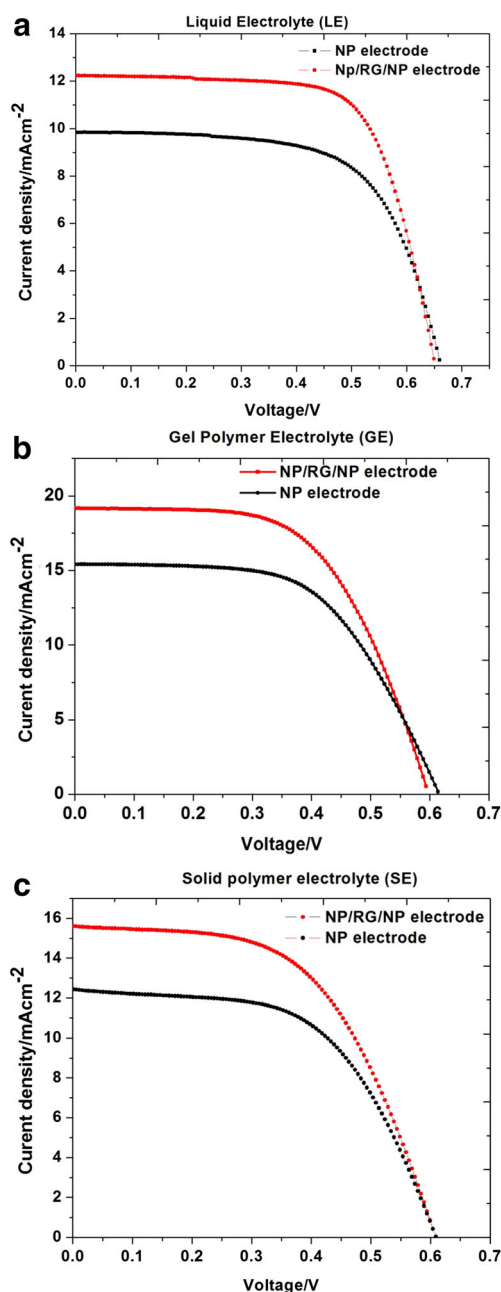 a
Liquid Electrolyte (LE)
NP electrode
Np/RG/NP electrode
Current density/mAcm-2
14
12
10
8
6
4
12
0
0.0 0.1 0.2 0.3 0.4 0.5 0.6 0.7
Voltage/V
b
Gel Polymer Electrolyte (GE)
NP/RG/NP electrode
NP electrode
Curent density/mAcm-2
20
15
10
5
0
0.0 0.1 0.2 0.3 0.4 0.5 0.6 0.7
Voltage/V
c
Solid polymer electrolyte (SE)
NP/RG/NP electrode
NP electrode
Curent density/mAcm-2
16
14
12
10
8
6
4
2
0
0.0 0.1 0.2 0.3 0.4 0.5 0.6 0.7
Voltage/V